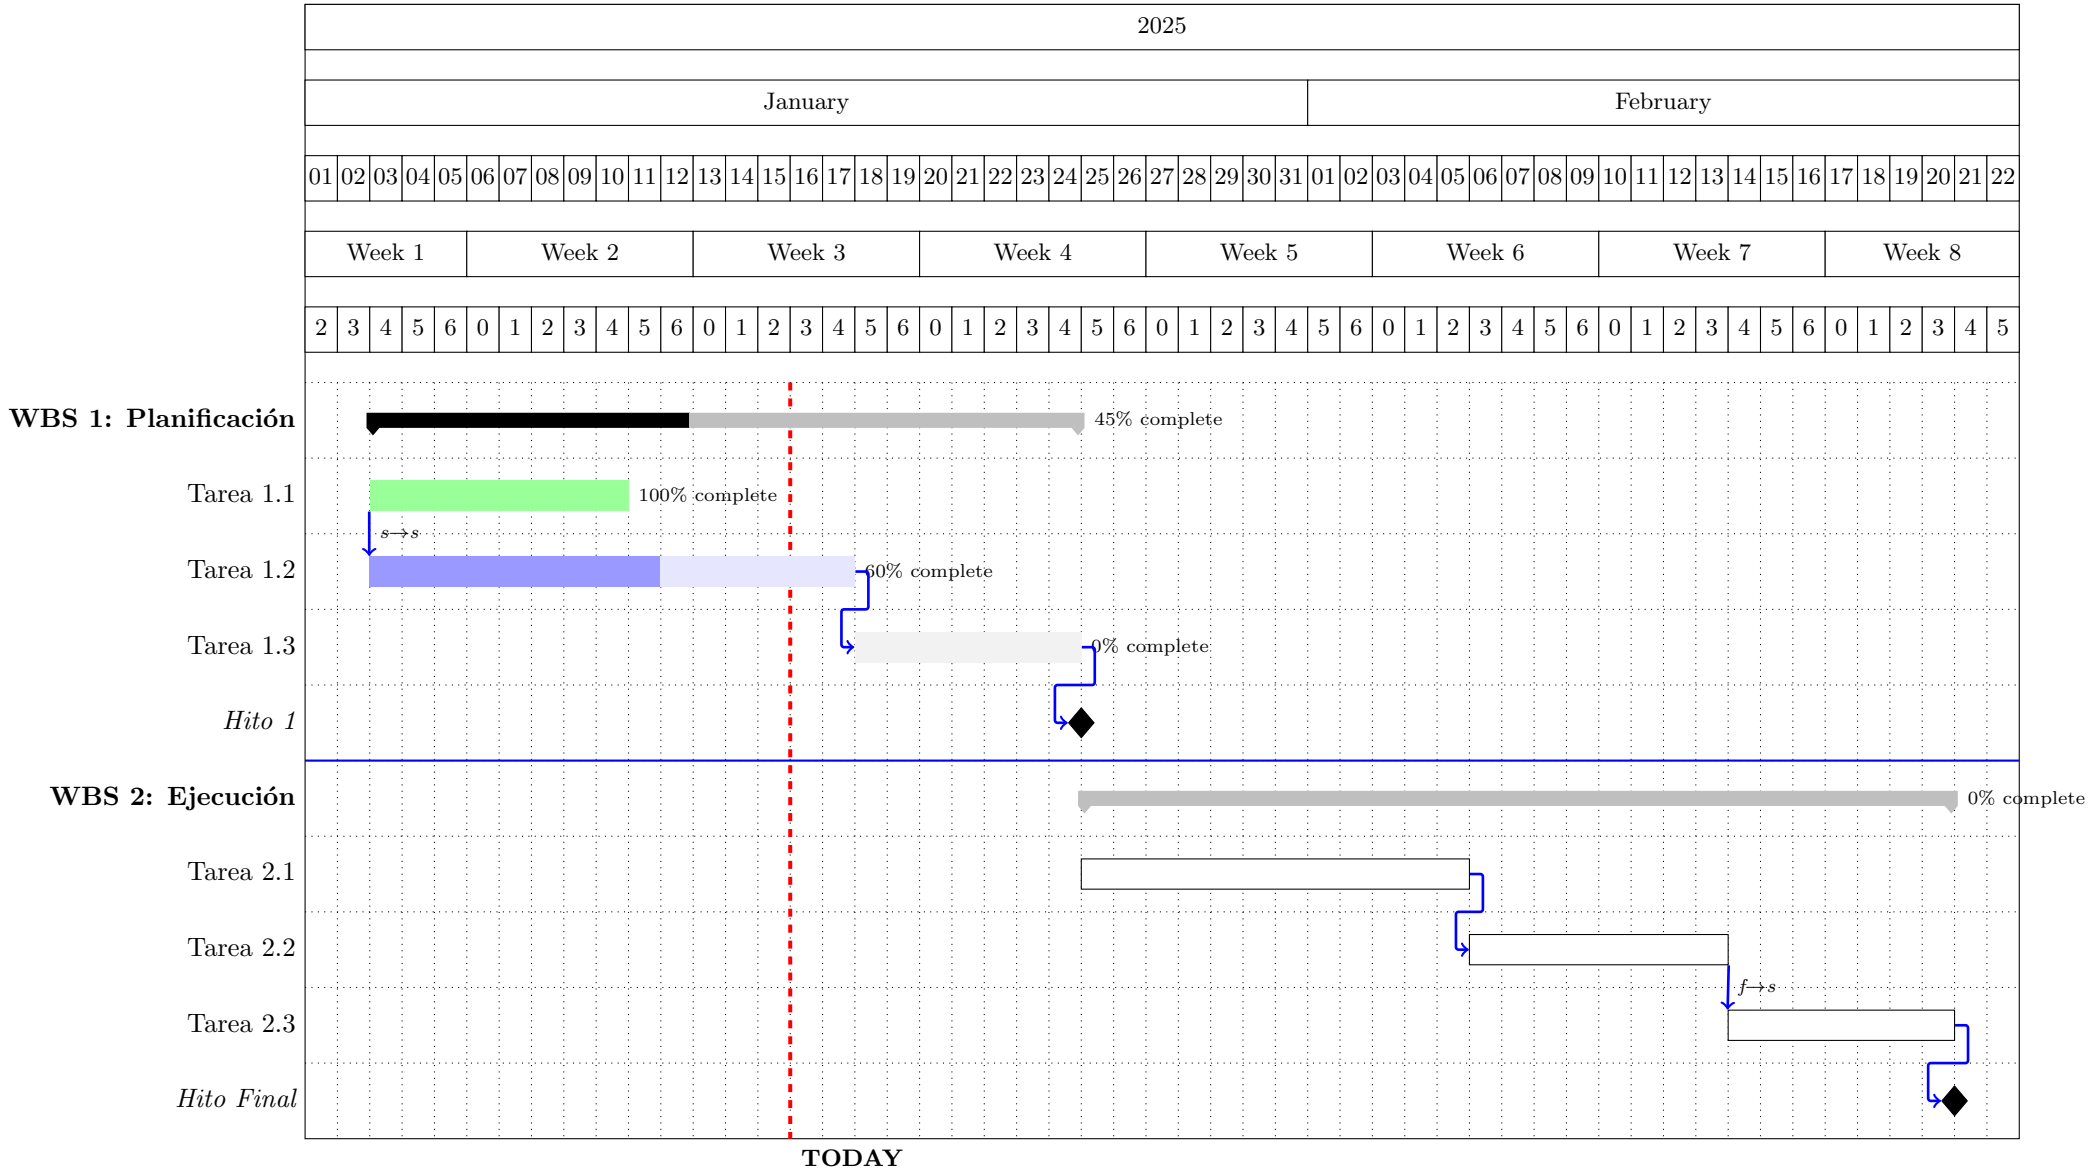 2025
January February
01 02 03 04 05 06 07 08 09 10 11 12 13 14 15 16 17 18 19 20 21 22 23 24 25 26 27 28 29 30 31 01 02 03 04 05 06 07 08 09 10 11 12 13 14 15 16 17 18 19 20 21 22
Week 1 Week 2 Week 3 Week 4 Week 5 Week 6 Week 7 Week 8
2 3 4 5 6 0 1 2 3 4 5 6 0 1 2 3 4 5 6 0 1 2 3 4 5 6 0 1 2 3 4 5 6 0 1 2 3 4 5 6 0 1 2 3 4 5 6 0 1 2 3 4 5
WBS 1: Planificación 45% complete
Tarea 1.1 100% complete
s→s
Tarea 1.2 60% complete
Tarea 1.3 0% complete
Hito 1
WBS 2: Ejecución 0% complete
Tarea 2.1
Tarea 2.2
f→s
Tarea 2.3
Hito Final
TODAY